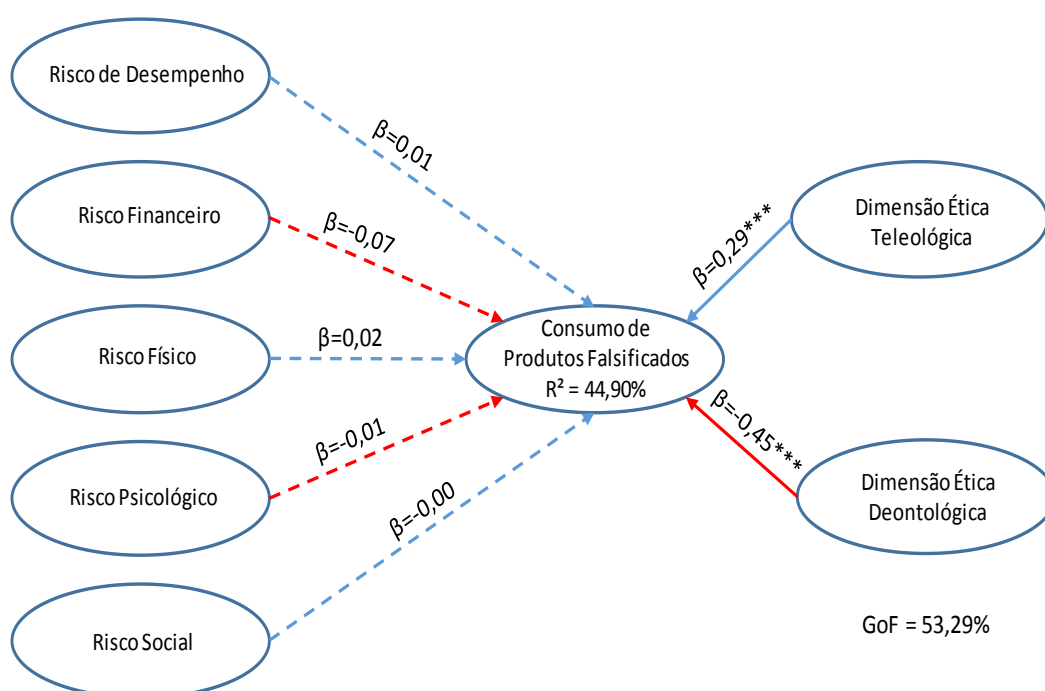 Risco de Desempenho
β=0,01
Risco Financeiro
β=-0,07
Risco Físico
β=0,02
Risco Psicológico
β=-0,01
Risco Social
β=-0,00
Consumo de
Produtos Falsificados
R² = 44,90%
Dimensão Ética
Teleológica
β=0,29***
Dimensão Ética
Deontológica
β=-0,45***
GoF = 53,29%